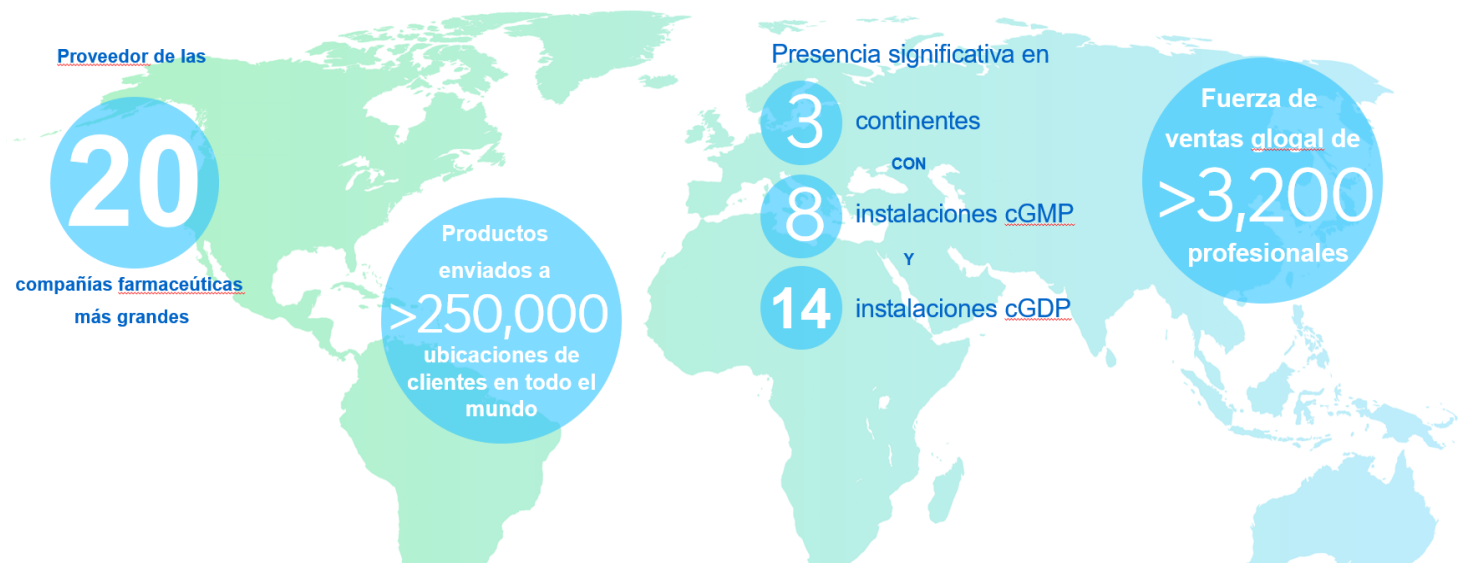 Proveedor de las
20
compañías farmaceúticas
más grandes
Productos
enviados a
>250,000
ubicaciones de
clientes en todo el
mundo
Presencia significativa en
3 continentes
CON
8 instalaciones cGMP
Y
14 instalaciones cGDP
Fuerza de
ventas glogal de
>3,200
profesionales